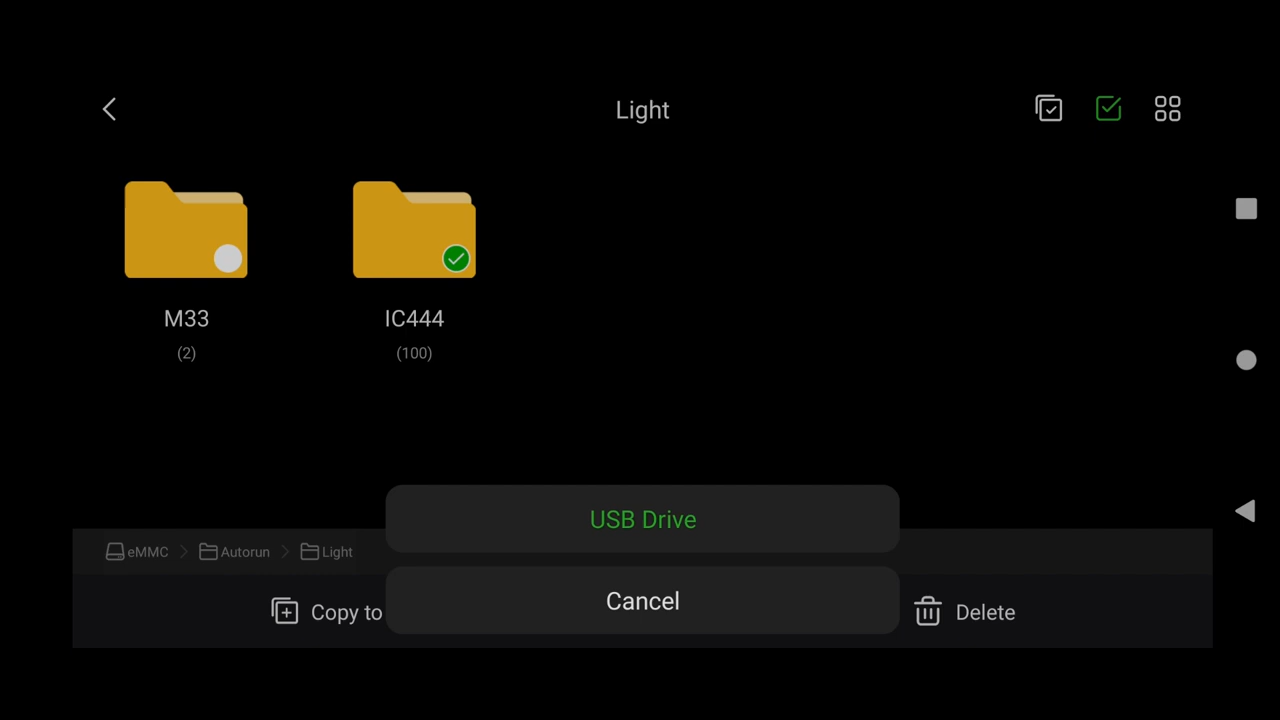 Light
M33
(2)
IC444
(100)
USB Drive
eMMC
Autorun
Light
Copy to
Cancel
Delete